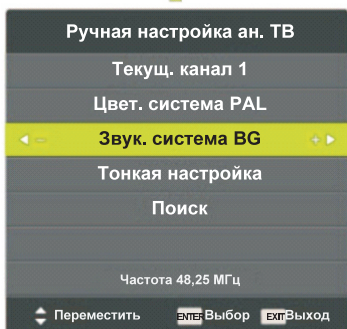 Ручная настройка ан. ТВ
Текущ. канал 1
Цвет. система PAL
Звук. система BG
Тонкая настройка
Поиск
Частота 48,25 МГц
Переместить ENTER Выбор EXIT Выход